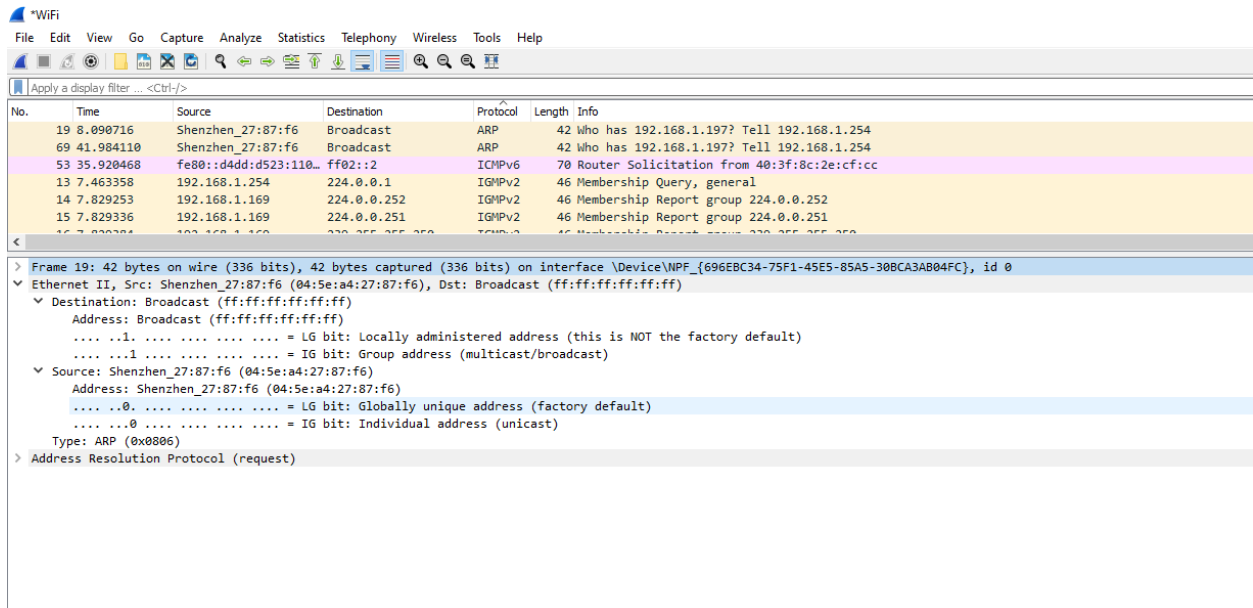 *WiFi
File Edit View Go Capture Analyze Statistics Telephony Wireless Tools Help
Apply a display filter ... <Ctrl-/>
No. Time Source Destination Protocol Length Info
19 8.090716 Shenzhen_27:87:f6 Broadcast ARP 42 Who has 192.168.1.197? Tell 192.168.1.254
69 41.984110 Shenzhen_27:87:f6 Broadcast ARP 42 Who has 192.168.1.197? Tell 192.168.1.254
53 35.920468 fe80::d4dd:d523:110… ff02::2 ICMPv6 70 Router Solicitation from 40:3f:8c:2e:cf:cc
13 7.463358 192.168.1.254 224.0.0.1 IGMPv2 46 Membership Query, general
14 7.829253 192.168.1.169 224.0.0.252 IGMPv2 46 Membership Report group 224.0.0.252
15 7.829336 192.168.1.169 224.0.0.251 IGMPv2 46 Membership Report group 224.0.0.251
Frame 19: 42 bytes on wire (336 bits), 42 bytes captured (336 bits) on interface \Device\NPF_{696EBC34-75F1-45E5-85A5-30BCA3AB04FC}, id 0
Ethernet II, Src: Shenzhen_27:87:f6 (04:5e:a4:27:87:f6), Dst: Broadcast (ff:ff:ff:ff:ff:ff)
Destination: Broadcast (ff:ff:ff:ff:ff:ff)
Address: Broadcast (ff:ff:ff:ff:ff:ff)
.... ..1. .... .... .... .... = LG bit: Locally administered address (this is NOT the factory default)
.... ...1 .... .... .... .... = IG bit: Group address (multicast/broadcast)
Source: Shenzhen_27:87:f6 (04:5e:a4:27:87:f6)
Address: Shenzhen_27:87:f6 (04:5e:a4:27:87:f6)
.... ..0. .... .... .... .... = LG bit: Globally unique address (factory default)
.... ...0 .... .... .... .... = IG bit: Individual address (unicast)
Type: ARP (0x0806)
Address Resolution Protocol (request)